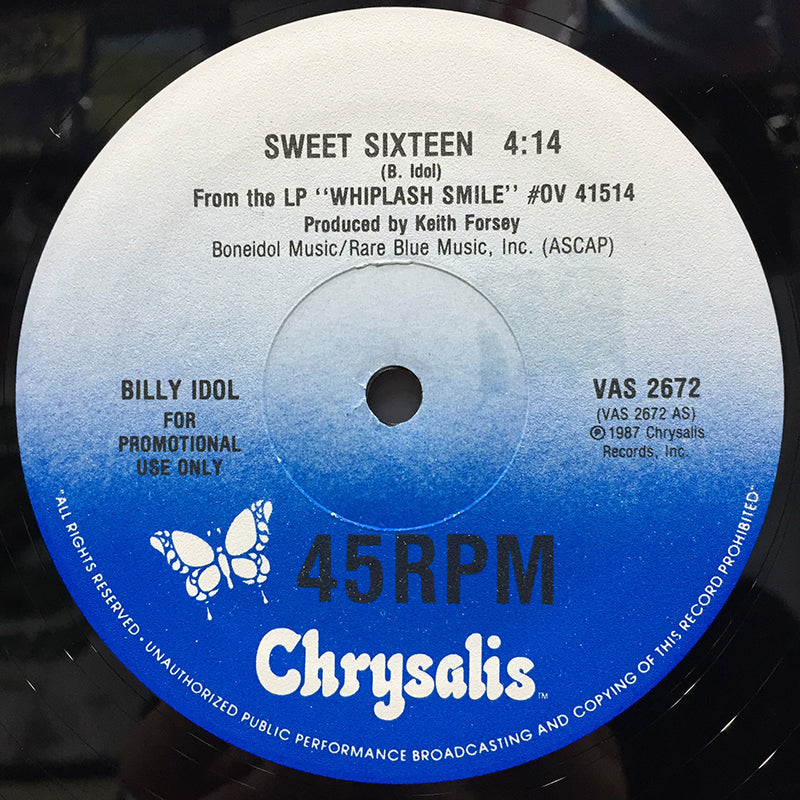 SWEET SIXTEEN 4:14
(B. Idol)
From the LP "WHIPLASH SMILE" #OV 41514
Produced by Keith Forsey
Boneidol Music/Rare Blue Music, Inc. (ASCAP)
BILLY IDOL
FOR
PROMOTIONAL
USE ONLY
VAS 2672
(VAS 2672 AS)
℗1987 Chrysalis
Records, Inc.
45RPM
Chrysalis™
"ALL RIGHTS RESERVED • UNAUTHORIZED PUBLIC PERFORMANCE BROADCASTING AND COPYING OF THIS RECORD PROHIBITED"